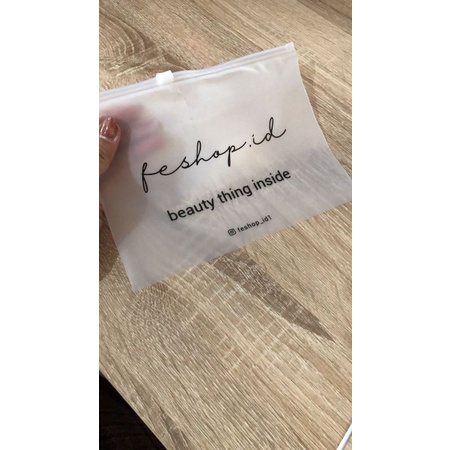 feshop.id
beauty thing inside
feshop_id1